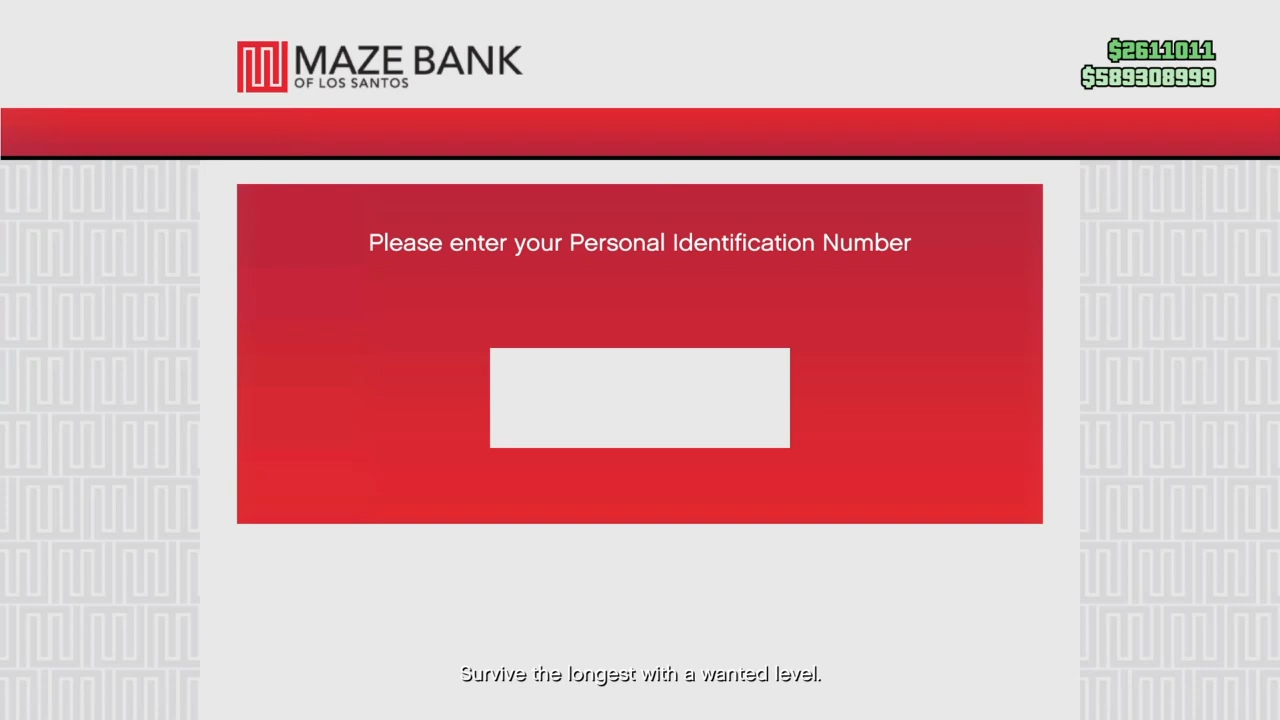 MAZE BANK
OF LOS SANTOS
$2611011
$589308999
Please enter your Personal Identification Number
Survive the longest with a wanted level.